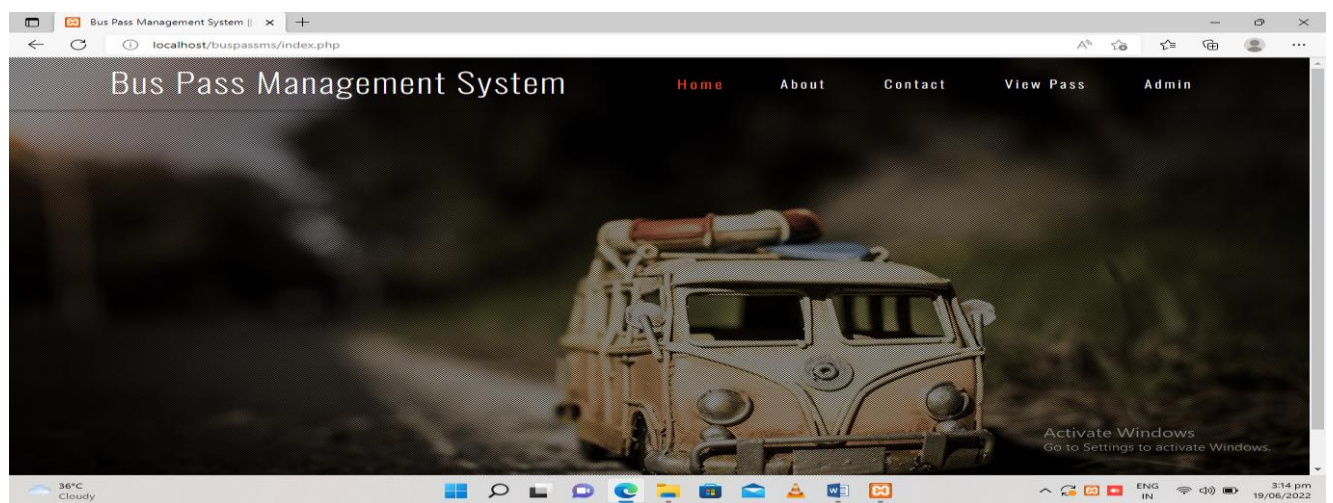 Bus Pass Management System ||
localhost/buspassms/index.php
Bus Pass Management System
Home About Contact View Pass Admin
Activate Windows
Go to Settings to activate Windows.
36°C
Cloudy
ENG
IN
3:14 pm
19/06/2022